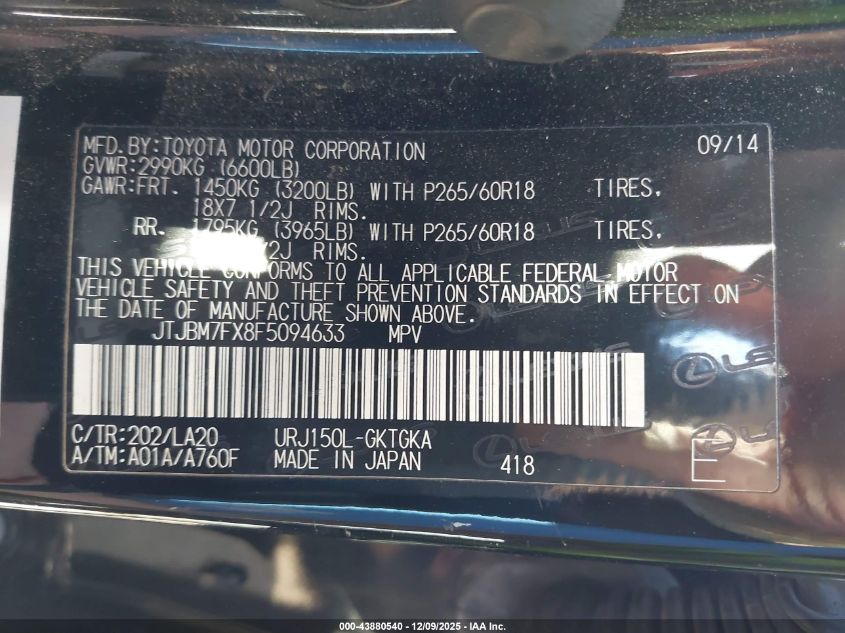 MFD.BY:TOYOTA MOTOR CORPORATION 09/14
GVWR:2990KG (6600LB)
GAWR:FRT. 1450KG (3200LB) WITH P265/60R18 TIRES,
18X7 1/2J RIMS.
RR. 1795KG (3965LB) WITH P265/60R18 TIRES,
/2J RIMS.
THIS VEHICLE CONFORMS TO ALL APPLICABLE FEDERAL MOTOR
VEHICLE SAFETY AND THEFT PREVENTION STANDARDS IN EFFECT ON
THE DATE OF MANUFACTURE SHOWN ABOVE.
JTJBM7FX8F5094633 MPV
C/TR:202/LA20 URJ150L-GKTGKA
A/TM:A01A/A760F MADE IN JAPAN 418 E
000-43880540 - 12/09/2025 - IAA Inc.